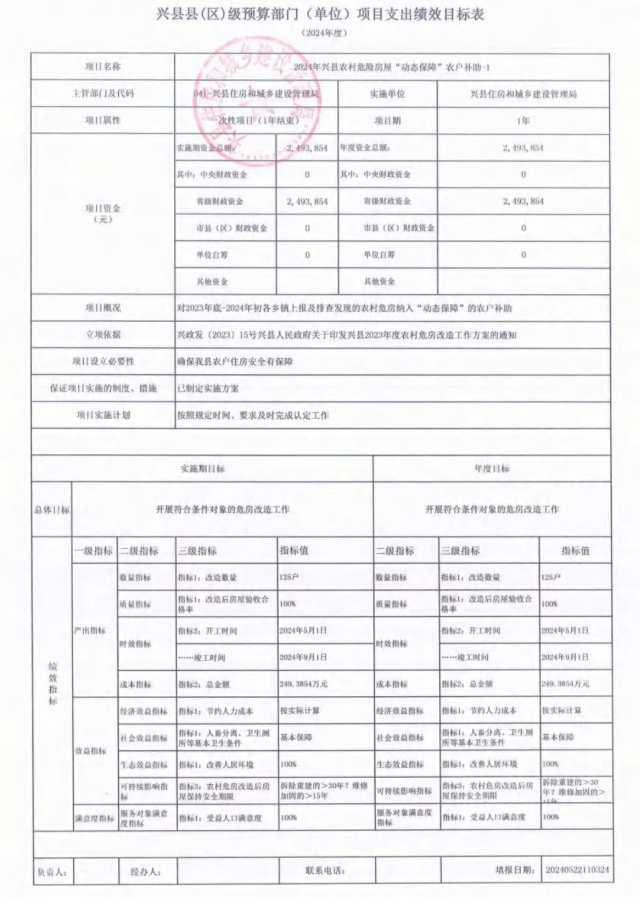 兴县县(区)级预算部门（单位）项目支出绩效目标表
（2024年度）
项目名称 2024年兴县农村危险房屋“动态保障”农户补助-1
主管部门及代码 041-兴县住房和城乡建设管理局 实施单位 兴县住房和城乡建设管理局
项目属性 一次性项目（1年结束） 项目期 1年
项目资金（元） 实施期资金总额： 2,493,854 年度资金总额： 2,493,854
其中：中央财政资金 0 其中：中央财政资金 0
省级财政资金 2,493,854 省级财政资金 2,493,854
市县（区）财政资金 0 市县（区）财政资金 0
单位自筹 0 单位自筹 0
其他资金 其他资金
项目概况 对2023年底-2024年初各乡镇上报及排查发现的农村危房纳入“动态保障”的农户补助
立项依据 兴政发〔2023〕15号兴县人民政府关于印发兴县2023年度农村危房改造工作方案的通知
项目设立必要性 确保我县农户住房安全有保障
保证项目实施的制度、措施 已制定实施方案
项目实施计划 按照规定时间、要求及时完成认定工作
实施期目标 年度目标
总体目标 开展符合条件对象的危房改造工作 开展符合条件对象的危房改造工作
绩效指标 一级指标 二级指标 三级指标 指标值 二级指标 三级指标 指标值
产出指标 数量指标 指标1：改造数量 125户 数量指标 指标1：改造数量 125户
质量指标 指标1：改造后房屋验收合格率 100% 质量指标 指标1：改造后房屋验收合格率 100%
时效指标 指标2：开工时间 2024年5月1日 时效指标 指标2：开工时间 2024年5月1日
……竣工时间 2024年9月1日 ……竣工时间 2024年9月1日
成本指标 指标2：总金额 249.3854万元 成本指标 指标2：总金额 249.3854万元
效益指标 经济效益指标 指标1：节约人力成本 按实际计算 经济效益指标 指标1：节约人力成本 按实际计算
社会效益指标 指标1：人畜分离、卫生厕所等基本卫生条件 基本保障 社会效益指标 指标1：人畜分离、卫生厕所等基本卫生条件 基本保障
生态效益指标 指标1：改善人居环境 100% 生态效益指标 指标1：改善人居环境 100%
可持续影响指标 指标3：农村危房改造后房屋保持安全期限 拆除重建的>30年？维修加固的>15年 可持续影响指标 指标3：农村危房改造后房屋保持安全期限 拆除重建的>30年？维修加固的>15年
满意度指标 服务对象满意度指标 指标1：受益人口满意度 100% 服务对象满意度指标 指标1：受益人口满意度 100%
负责人： 经办人： 联系电话： 填报日期： 20240522110324